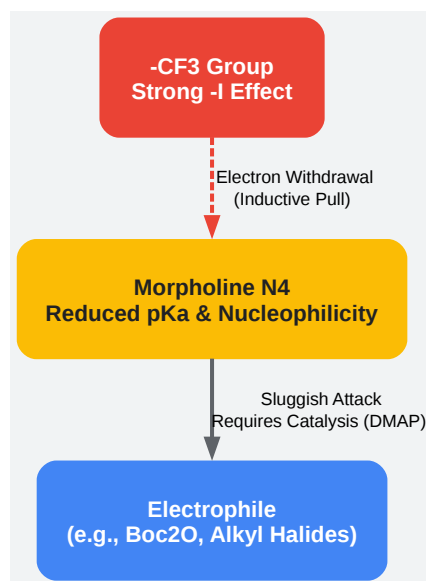 -CF3 Group
Strong -I Effect
Electron Withdrawal
(Inductive Pull)
Morpholine N4
Reduced pKa & Nucleophilicity
Sluggish Attack
Requires Catalysis (DMAP)
Electrophile
(e.g., Boc2O, Alkyl Halides)